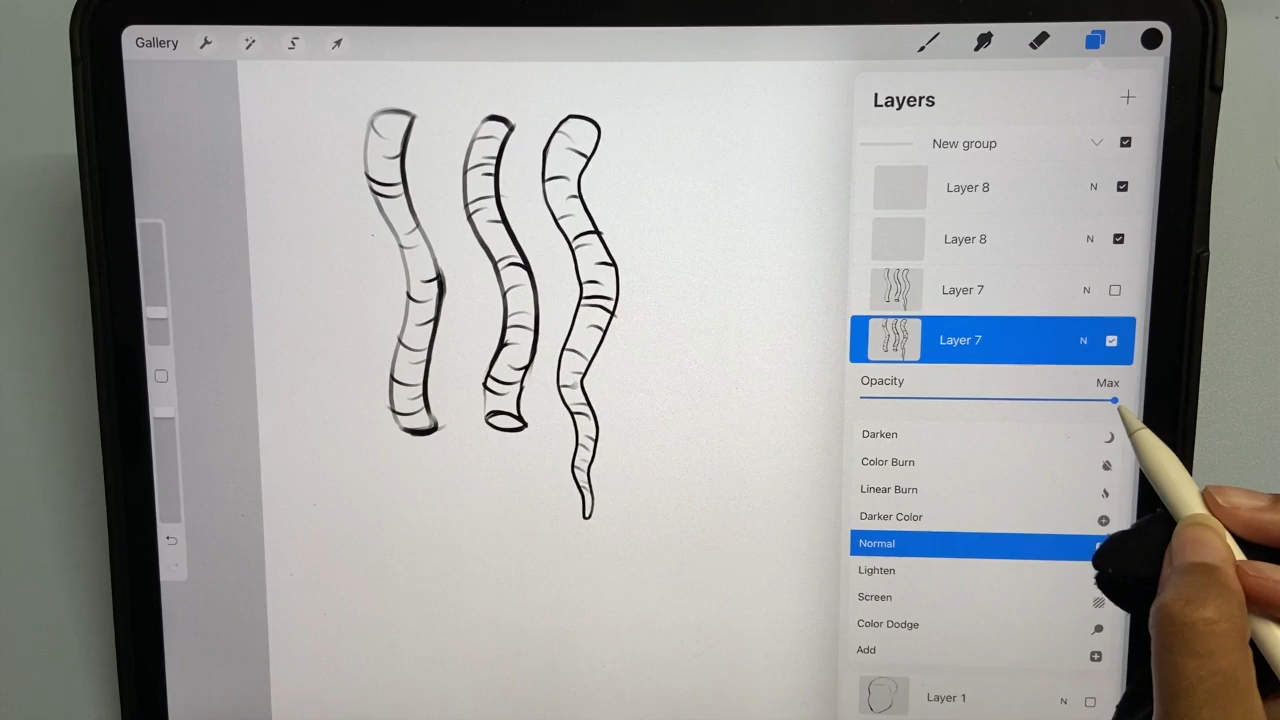 Gallery
Layers
New group
Layer 8 N
Layer 8 N
Layer 7 N
Layer 7 N
Opacity Max
Darken
Color Burn
Linear Burn
Darker Color
Normal
Lighten
Screen
Color Dodge
Add
Layer 1 N